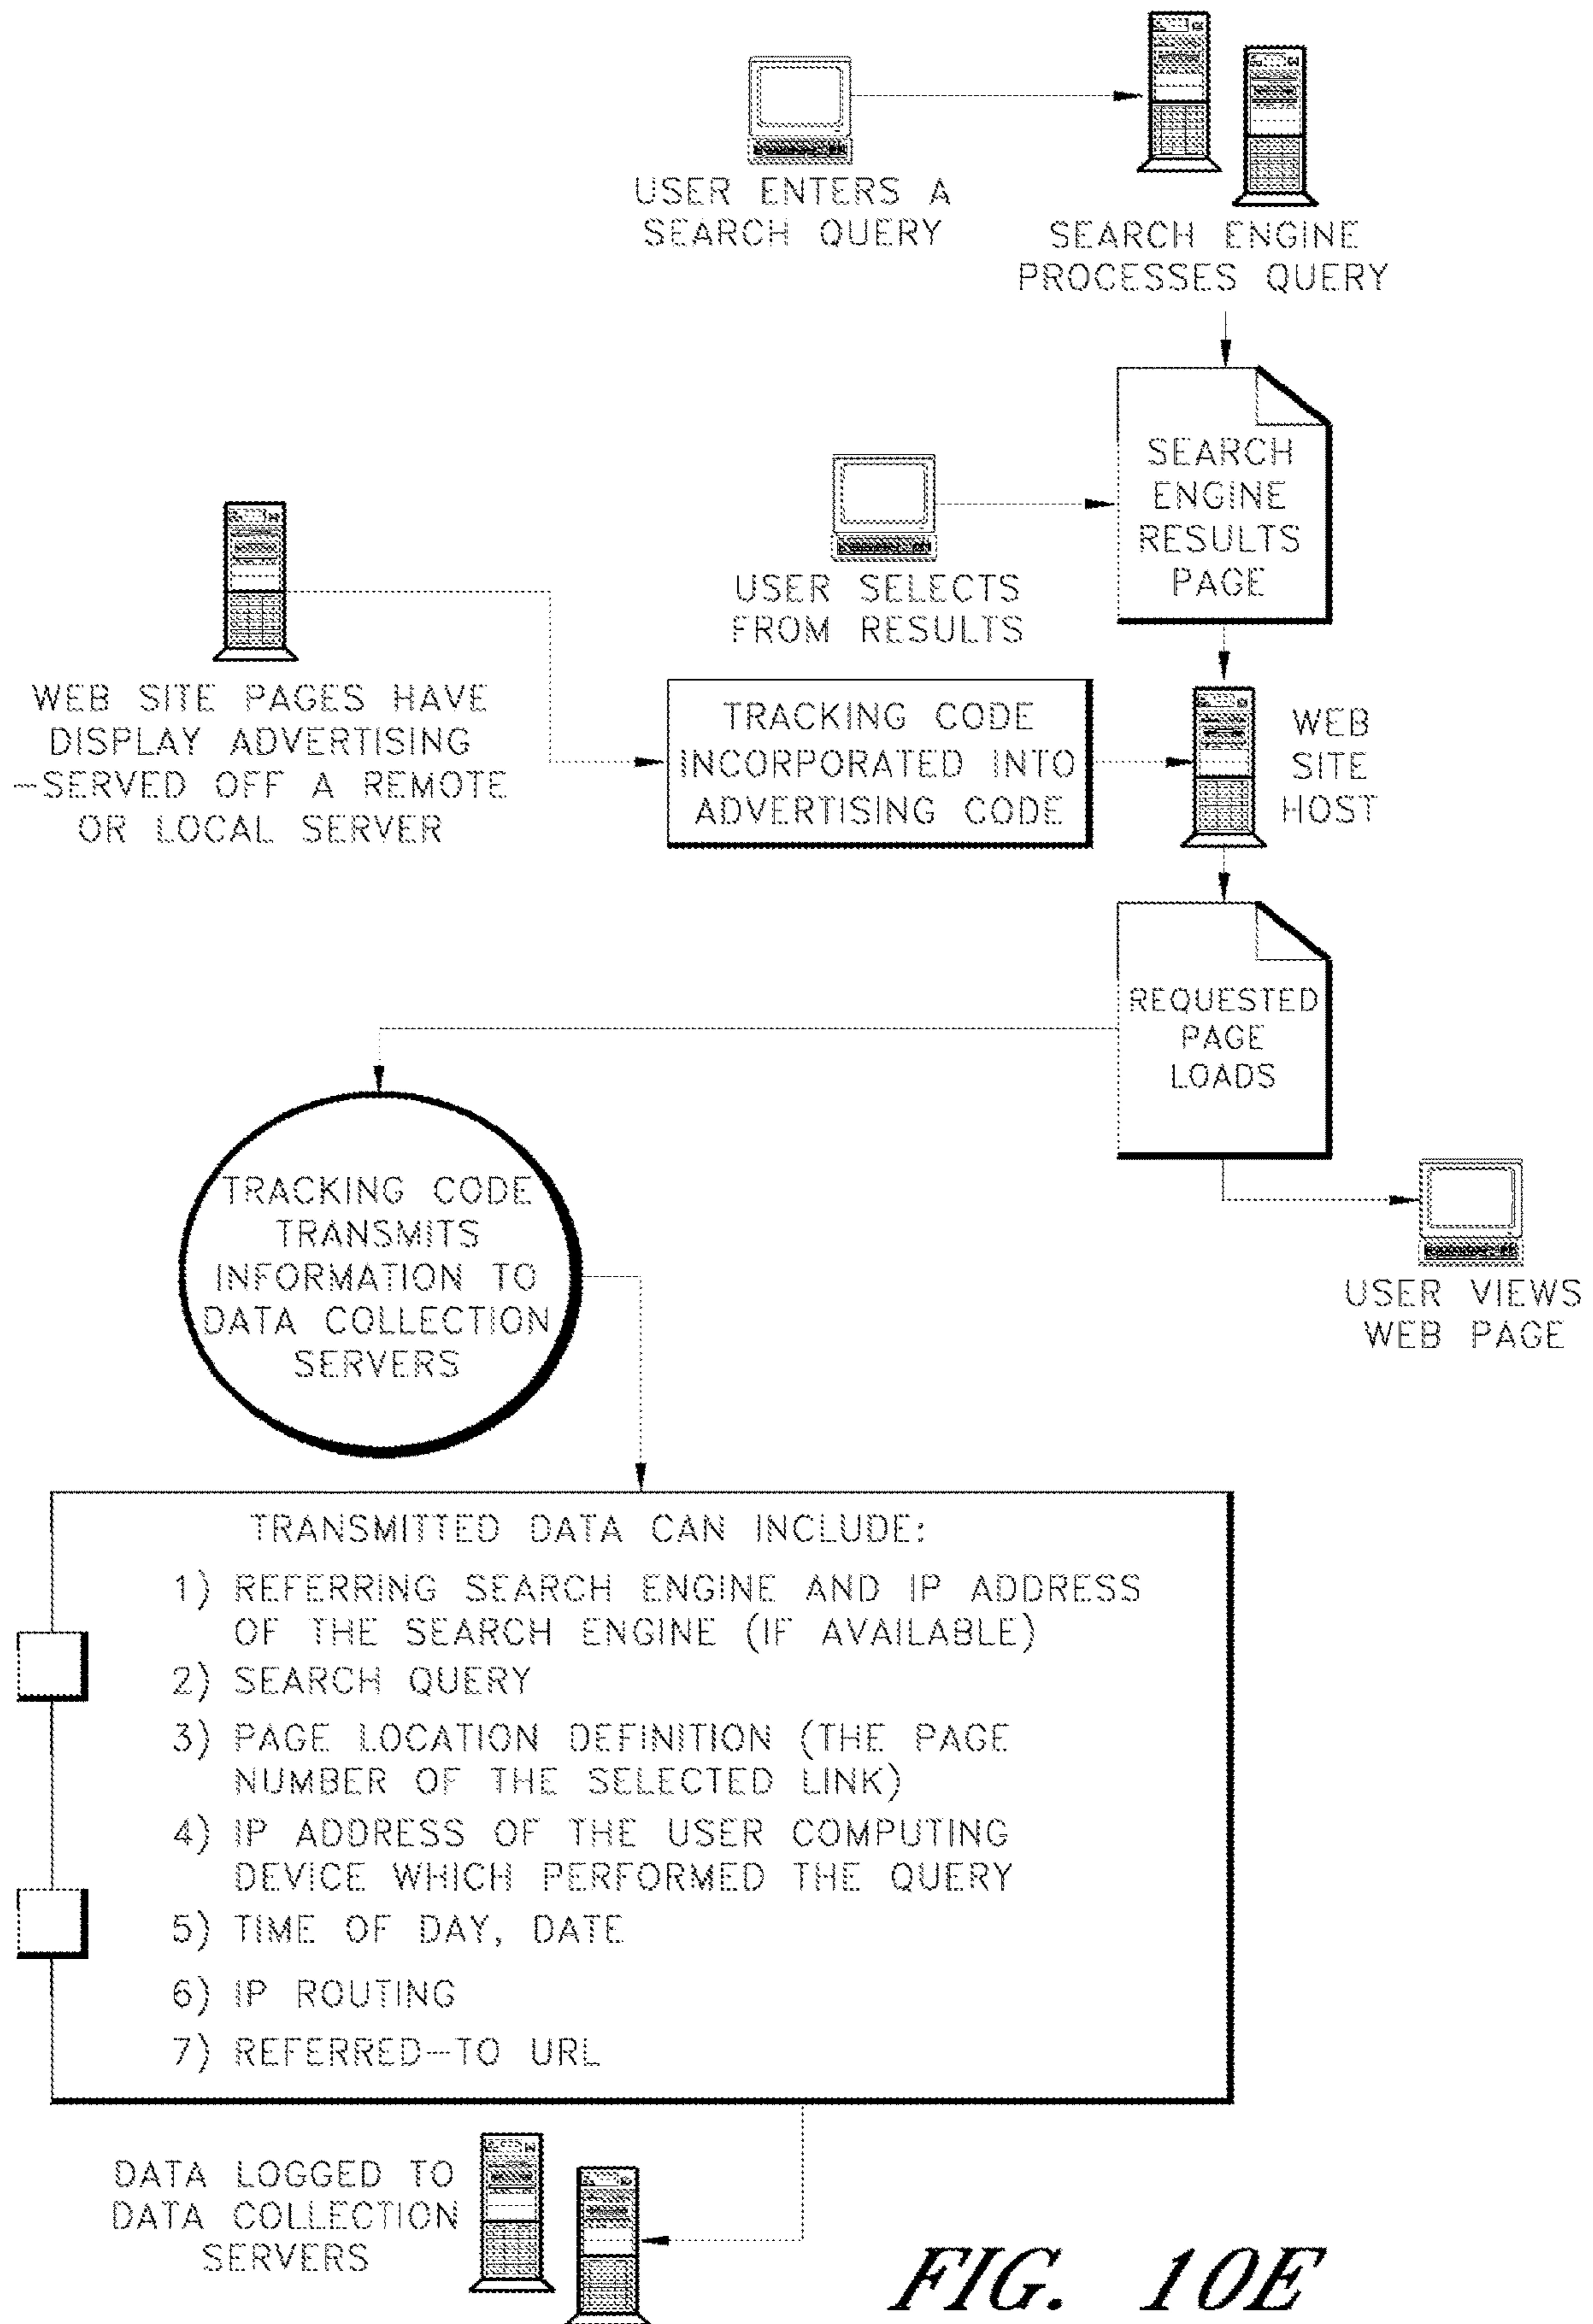 USER ENTERS A
SEARCH QUERY
SEARCH ENGINE
PROCESSES QUERY
SEARCH
ENGINE
RESULTS
PAGE
USER SELECTS
FROM RESULTS
WEB SITE PAGES HAVE
DISPLAY ADVERTISING
--SERVED OFF A REMOTE
OR LOCAL SERVER
TRACKING CODE
INCORPORATED INTO
ADVERTISING CODE
WEB
SITE
HOST
REQUESTED
PAGE
LOADS
TRACKING CODE
TRANSMITS
INFORMATION TO
DATA COLLECTION
SERVERS
USER VIEWS
WEB PAGE
TRANSMITTED DATA CAN INCLUDE:
1) REFERRING SEARCH ENGINE AND IP ADDRESS
OF THE SEARCH ENGINE (IF AVAILABLE)
2) SEARCH QUERY
3) PAGE LOCATION DEFINITION (THE PAGE
NUMBER OF THE SELECTED LINK)
4) IP ADDRESS OF THE USER COMPUTING
DEVICE WHICH PERFORMED THE QUERY
5) TIME OF DAY, DATE
6) IP ROUTING
7) REFERRED--TO URL
DATA LOGGED TO
DATA COLLECTION
SERVERS
FIG. 10E